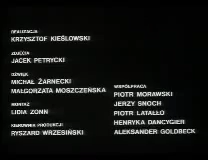 REALIZACJA
KRZYSZTOF KIEŚLOWSKI
ZDJĘCIA
JACEK PETRYCKI
DŹWIĘK
MICHAŁ ŻARNECKI
MAŁGORZATA MOSZCZEŃSKA
MONTAŻ
LIDIA ZONN
KIEROWNIK PRODUKCJI
RYSZARD WRZESIŃSKI
WSPÓŁPRACA
PIOTR MORAWSKI
JERZY SNOCH
PIOTR LATAŁŁO
HENRYKA DANCYGIER
ALEKSANDER GOLDBECK